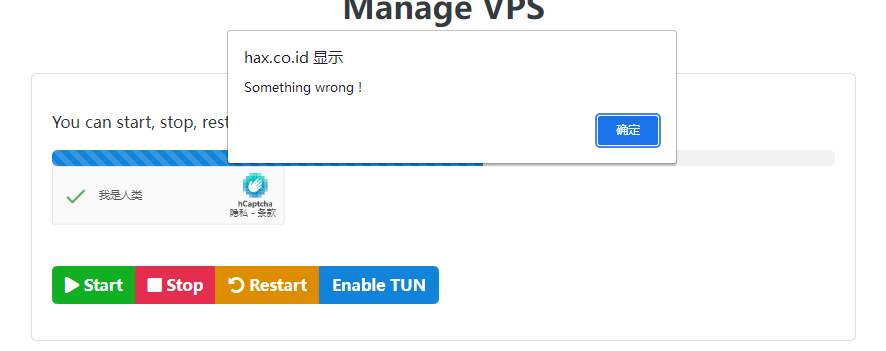 Manage VPS
hax.co.id 显示
Something wrong !
确定
You can start, stop, rest
我是人类
hCaptcha
隐私 - 条款
Start
Stop
Restart
Enable TUN